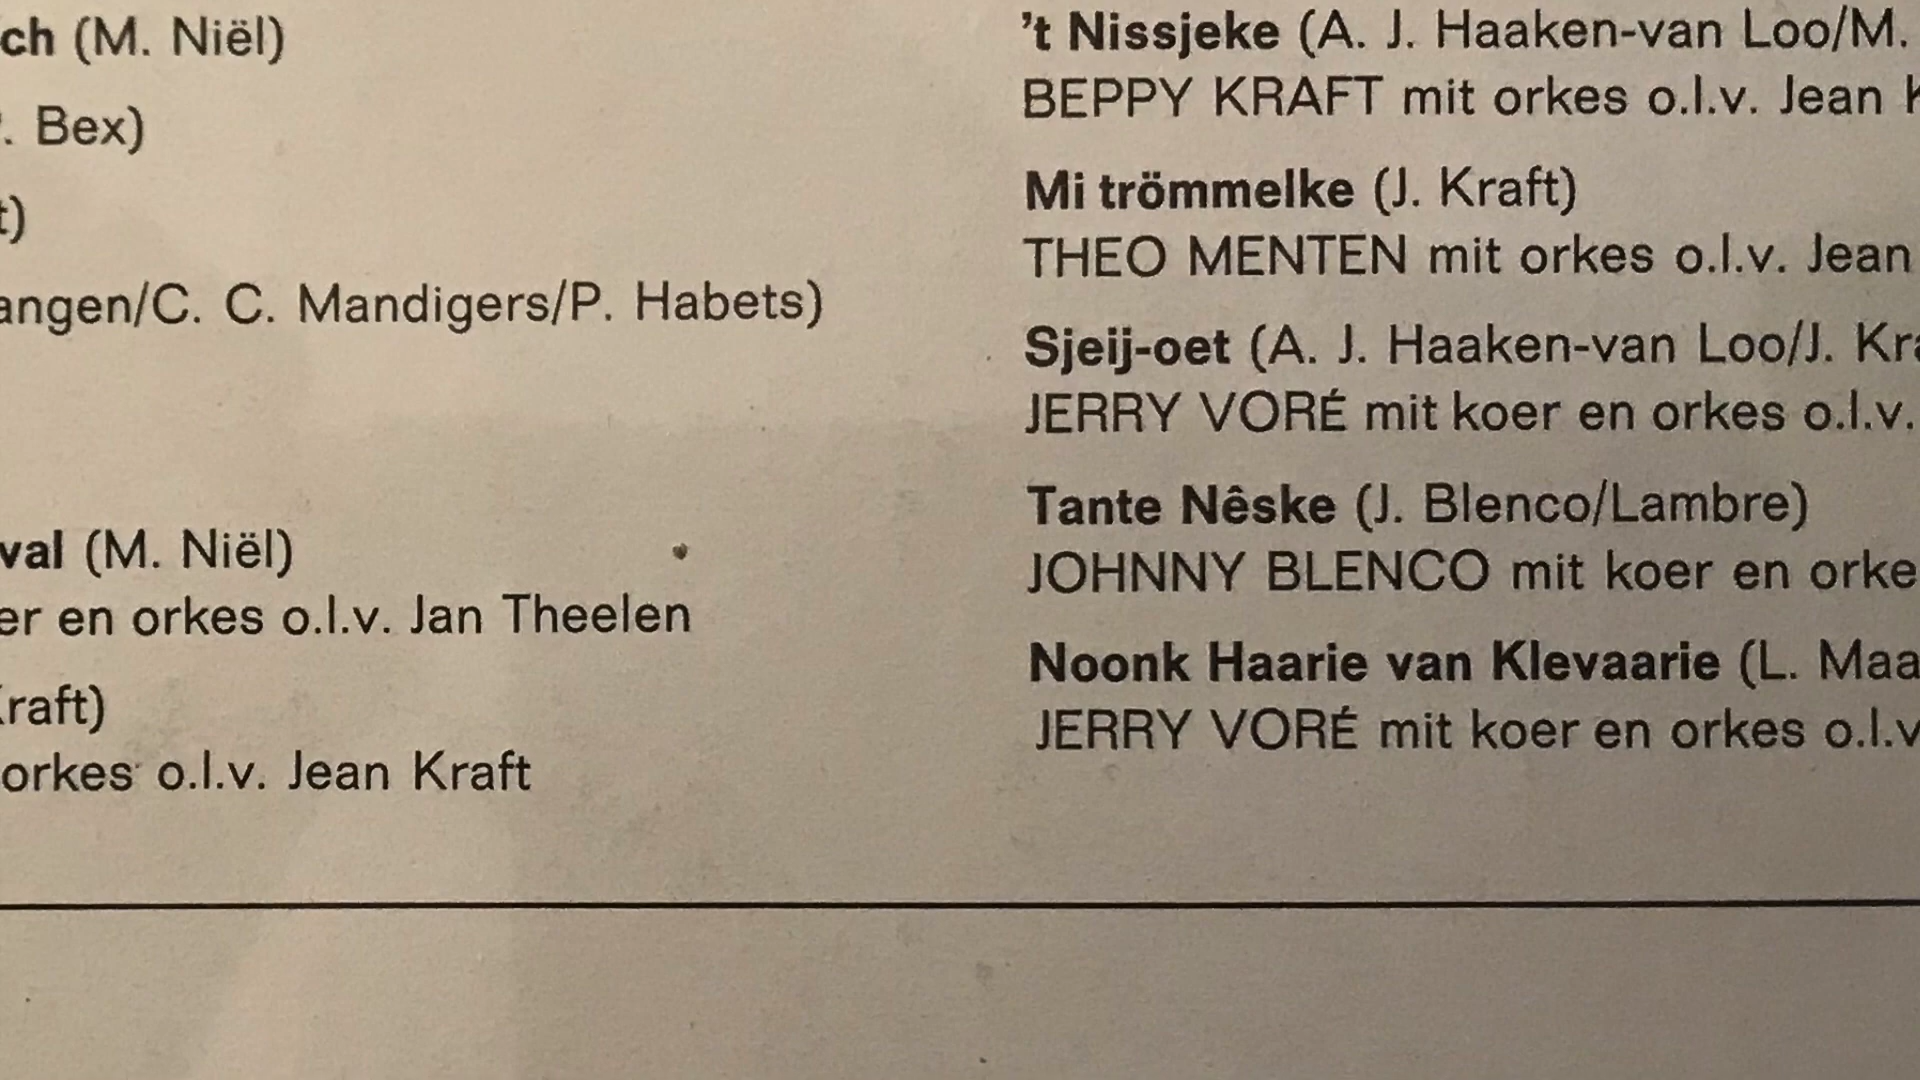 ch (M. Niël)
. Bex)
t)
angen/C. C. Mandigers/P. Habets)
val (M. Niël)
er en orkes o.l.v. Jan Theelen
raft)
orkes o.l.v. Jean Kraft
't Nissjeke (A. J. Haaken-van Loo/M.
BEPPY KRAFT mit orkes o.l.v. Jean K
Mi trömmelke (J. Kraft)
THEO MENTEN mit orkes o.l.v. Jean
Sjeij-oet (A. J. Haaken-van Loo/J. Kra
JERRY VORÉ mit koer en orkes o.l.v.
Tante Nêske (J. Blenco/Lambre)
JOHNNY BLENCO mit koer en orke
Noonk Haarie van Klevaarie (L. Maa
JERRY VORÉ mit koer en orkes o.l.v